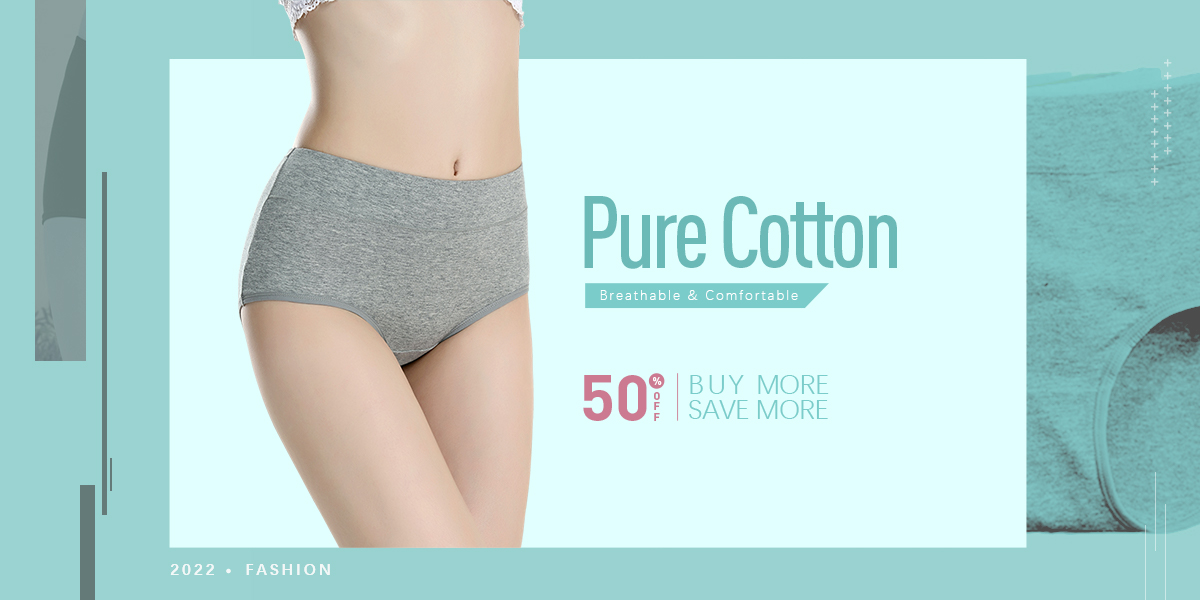 Pure Cotton
Breathable & Comfortable
50% OFF
BUY MORE
SAVE MORE
2022 • FASHION